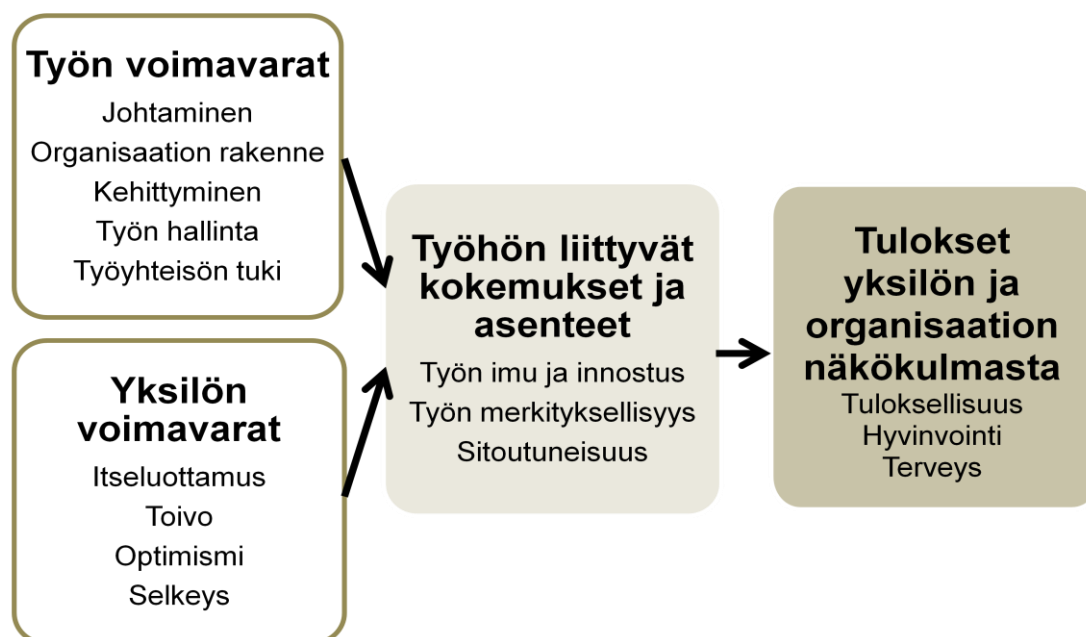 Työn voimavarat
Johtaminen
Organisaation rakenne
Kehittyminen
Työn hallinta
Työyhteisön tuki
Yksilön
voimavarat
Itseluottamus
Toivo
Optimismi
Selkeys
Työhön liittyvät
kokemukset ja
asenteet
Työn imu ja innostus
Työn merkityksellisyys
Sitoutuneisuus
Tulokset
yksilön ja
organisaation
näkökulmasta
Tuloksellisuus
Hyvinvointi
Terveys